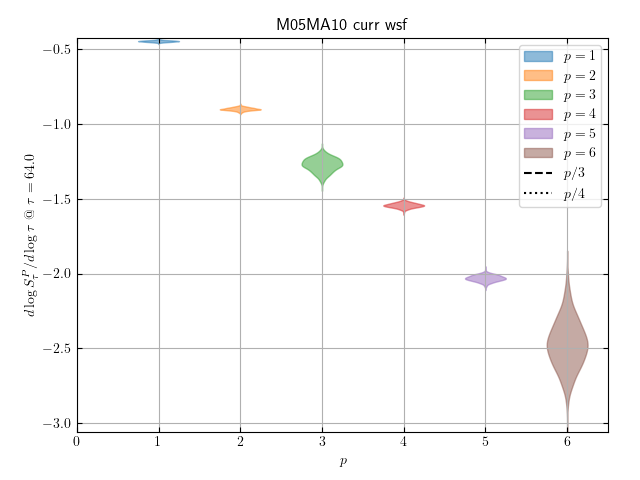 M05MA10 curr wsf
d log S_τ^P / d log τ @ τ = 64.0
−0.5
−1.0
−1.5
−2.0
−2.5
−3.0
0 1 2 3 4 5 6
p
p = 1
p = 2
p = 3
p = 4
p = 5
p = 6
p/3
p/4